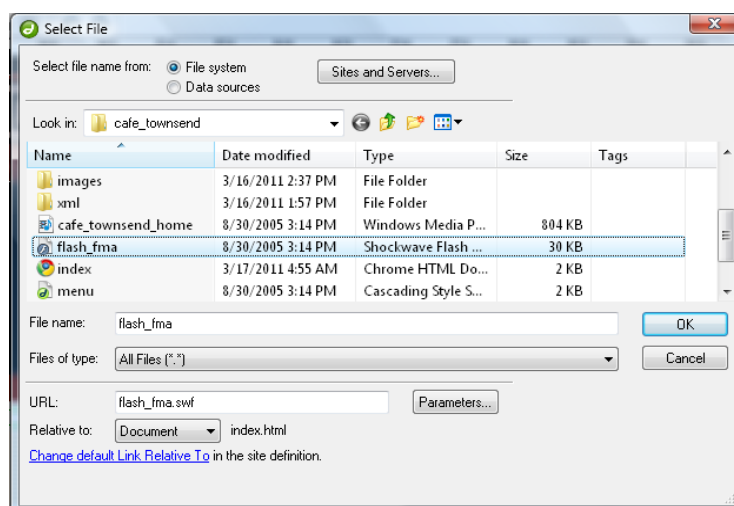 Select File
Select file name from: File system Sites and Servers...
Data sources
Look in: cafe_townsend
Name Date modified Type Size Tags
images 3/16/2011 2:37 PM File Folder
xml 3/16/2011 1:57 PM File Folder
cafe_townsend_home 8/30/2005 3:14 PM Windows Media P... 804 KB
flash_fma 8/30/2005 3:14 PM Shockwave Flash ... 30 KB
index 3/17/2011 4:55 AM Chrome HTML Do... 2 KB
menu 8/30/2005 3:14 PM Cascading Style S... 2 KB
File name: flash_fma OK
Files of type: All Files (*.*) Cancel
URL: flash_fma.swf Parameters...
Relative to: Document index.html
Change default Link Relative To in the site definition.